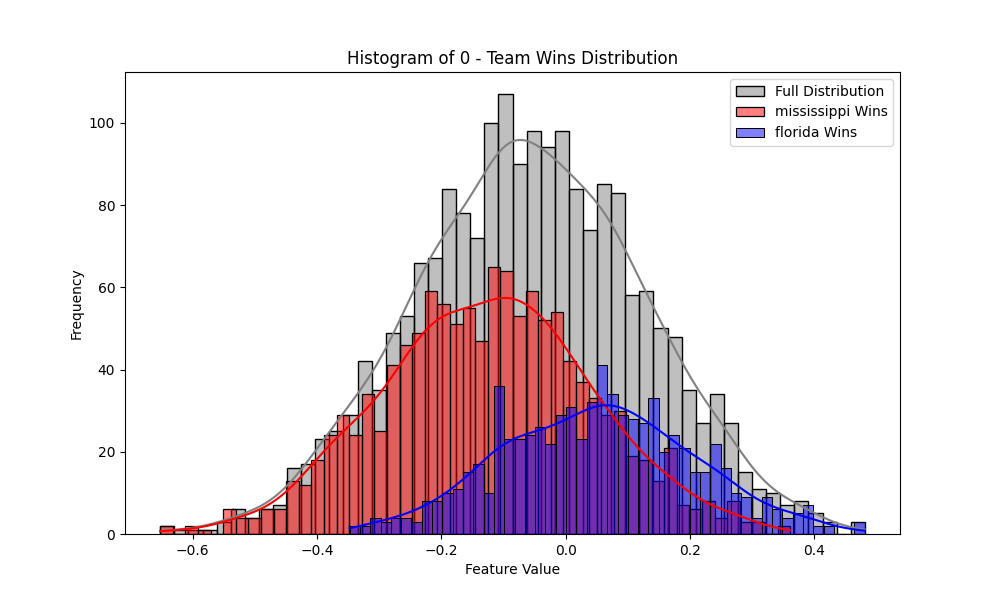 Histogram of 0 - Team Wins Distribution
Full Distribution
mississippi Wins
florida Wins
Frequency
100
80
60
40
20
0
−0.6 −0.4 −0.2 0.0 0.2 0.4
Feature Value